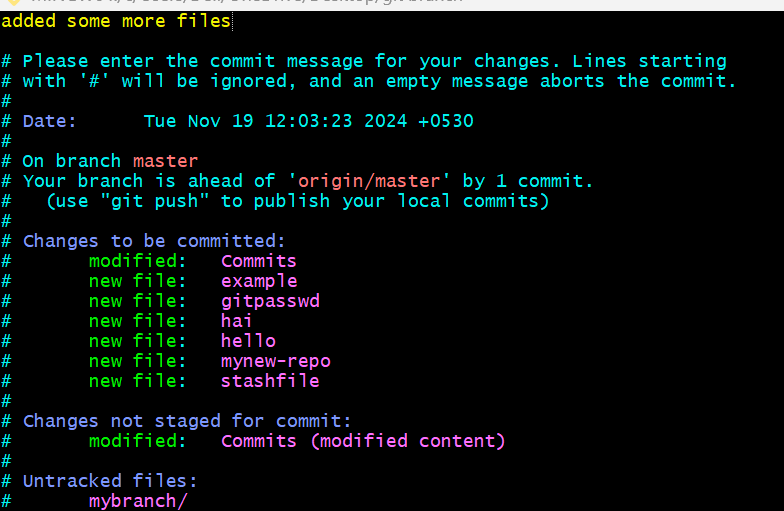 added some more files

# Please enter the commit message for your changes. Lines starting
# with '#' will be ignored, and an empty message aborts the commit.
#
# Date:      Tue Nov 19 12:03:23 2024 +0530
#
# On branch master
# Your branch is ahead of 'origin/master' by 1 commit.
#   (use "git push" to publish your local commits)
#
# Changes to be committed:
#       modified:   Commits
#       new file:   example
#       new file:   gitpasswd
#       new file:   hai
#       new file:   hello
#       new file:   mynew-repo
#       new file:   stashfile
#
# Changes not staged for commit:
#       modified:   Commits (modified content)
#
# Untracked files:
#       mybranch/